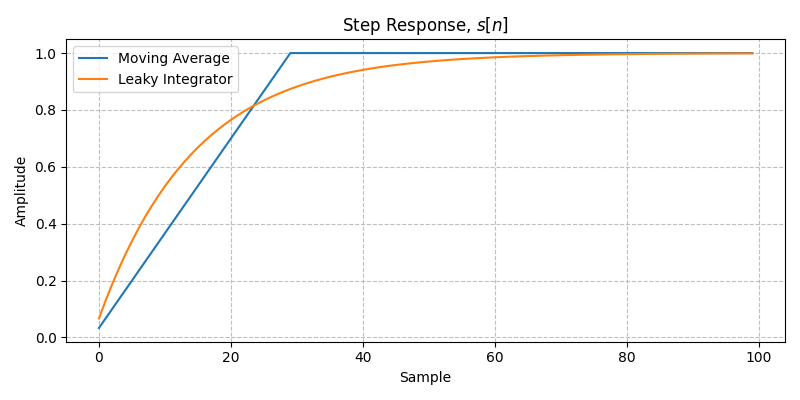 Step Response, s[n]
Moving Average
Leaky Integrator
Amplitude
1.0
0.8
0.6
0.4
0.2
0.0
0 20 40 60 80 100
Sample